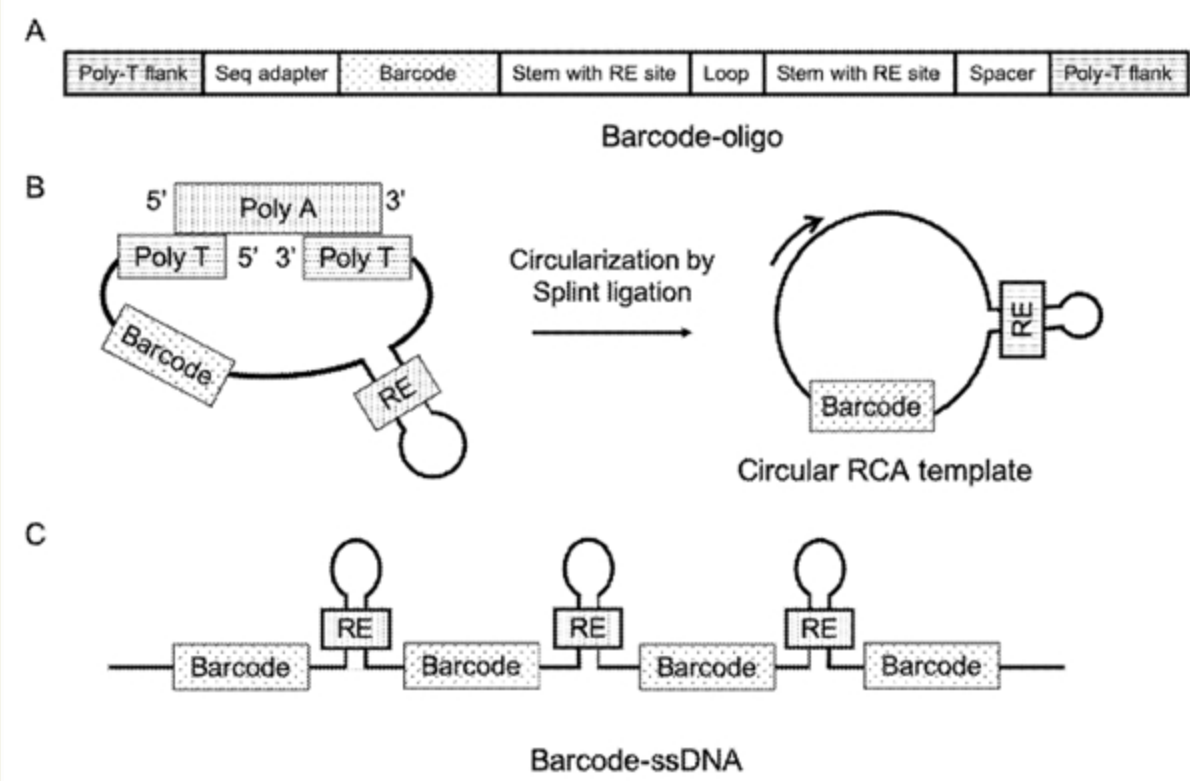 A
Poly-T flank Seq adapter Barcode Stem with RE site Loop Stem with RE site Spacer Poly-T flank
Barcode-oligo
B
5' Poly A 3'
Poly T 5' 3' Poly T
Barcode
RE
Circularization by
Splint ligation
RE
Barcode
Circular RCA template
C
RE RE RE
Barcode Barcode Barcode Barcode
Barcode-ssDNA